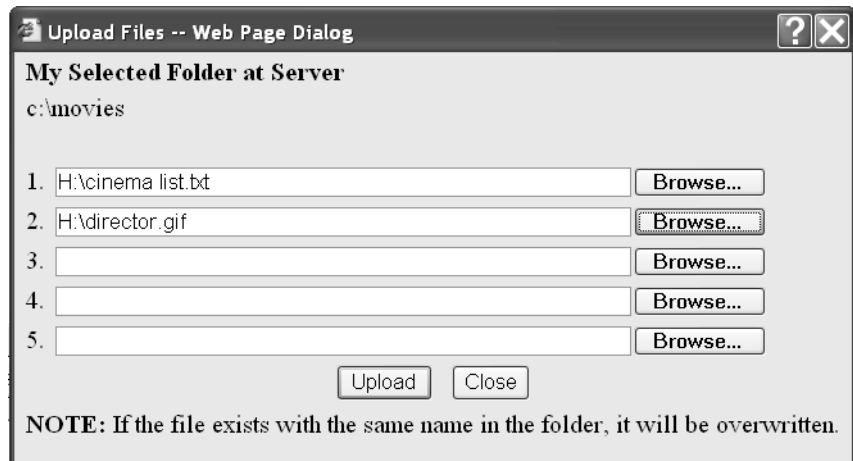 Upload Files -- Web Page Dialog
My Selected Folder at Server
c:\movies
1. H:\cinema list.txt Browse...
2. H:\director.gif Browse...
3. Browse...
4. Browse...
5. Browse...
Upload Close
NOTE: If the file exists with the same name in the folder, it will be overwritten.